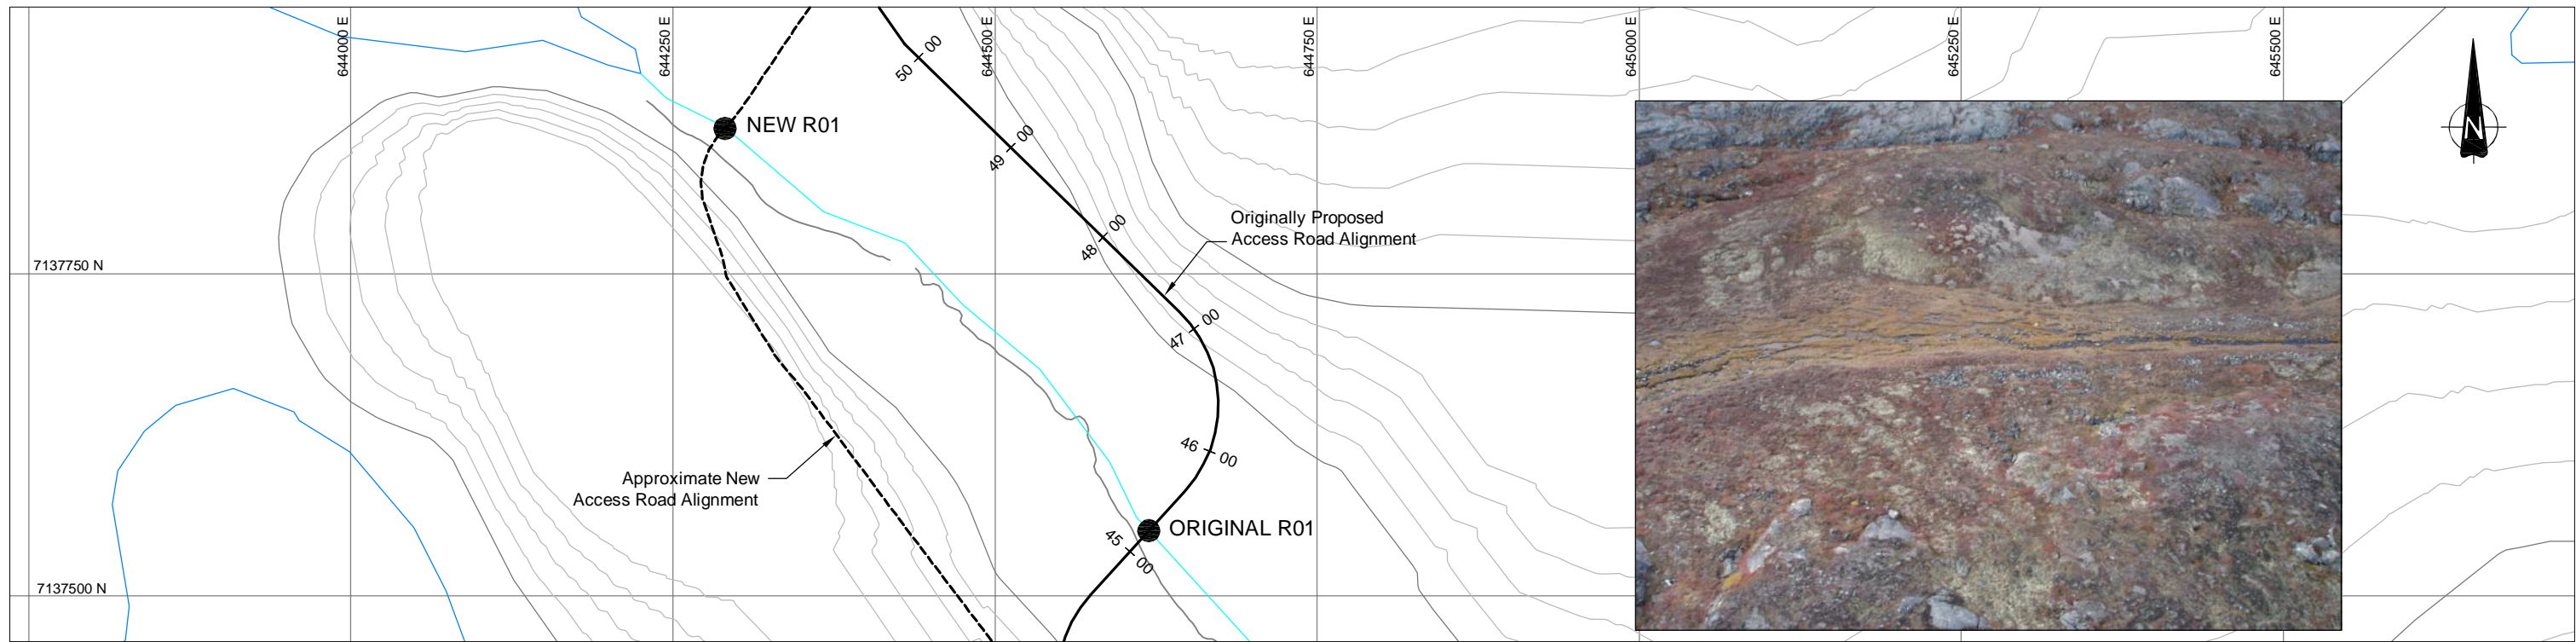 644000 E
644250 E
644500 E
644750 E
645000 E
645250 E
645500 E
N
NEW R01
50 00
49 00
48 00
Originally Proposed
Access Road Alignment
7137750 N
47 00
46 00
Approximate New
Access Road Alignment
ORIGINAL R01
45 00
7137500 N